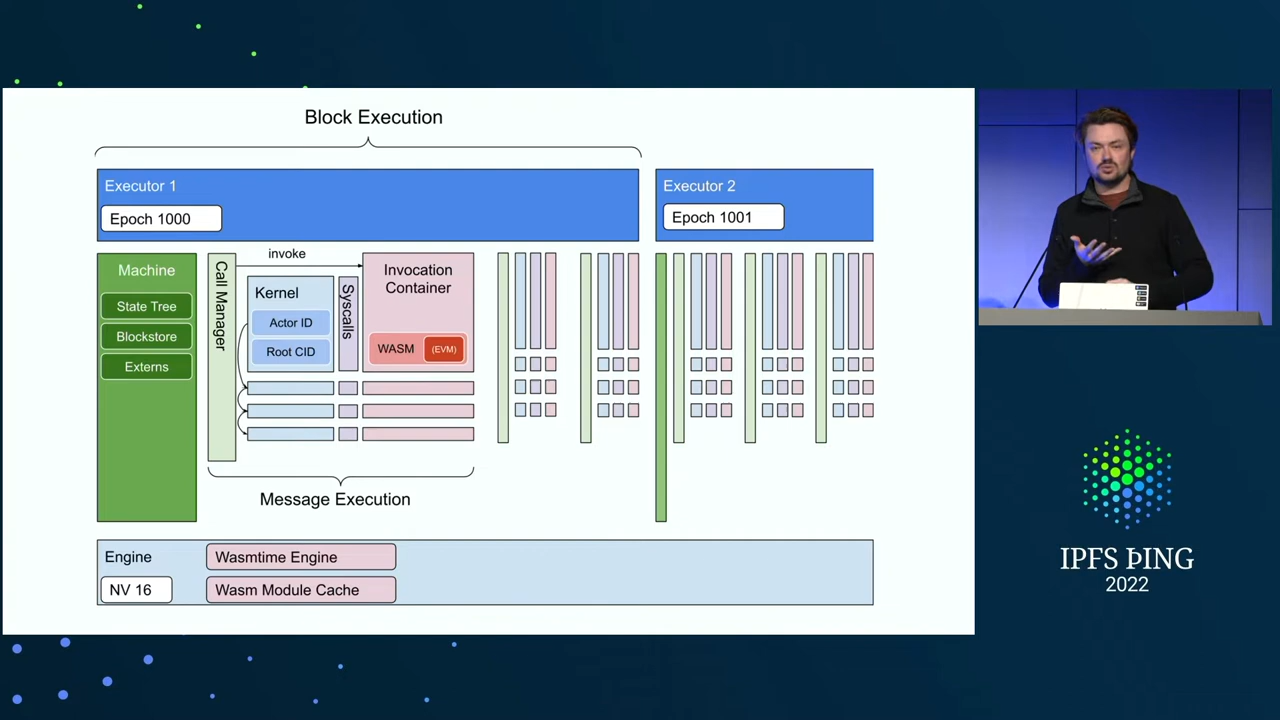 Block Execution
Executor 1
Executor 2
Epoch 1000
Epoch 1001
Machine
State Tree
Blockstore
Externs
Call Manager
invoke
Kernel
Actor ID
Root CID
Syscalls
Invocation
Container
WASM
(EVM)
Message Execution
Engine
NV 16
Wasmtime Engine
Wasm Module Cache
IPFS ÞING
2022